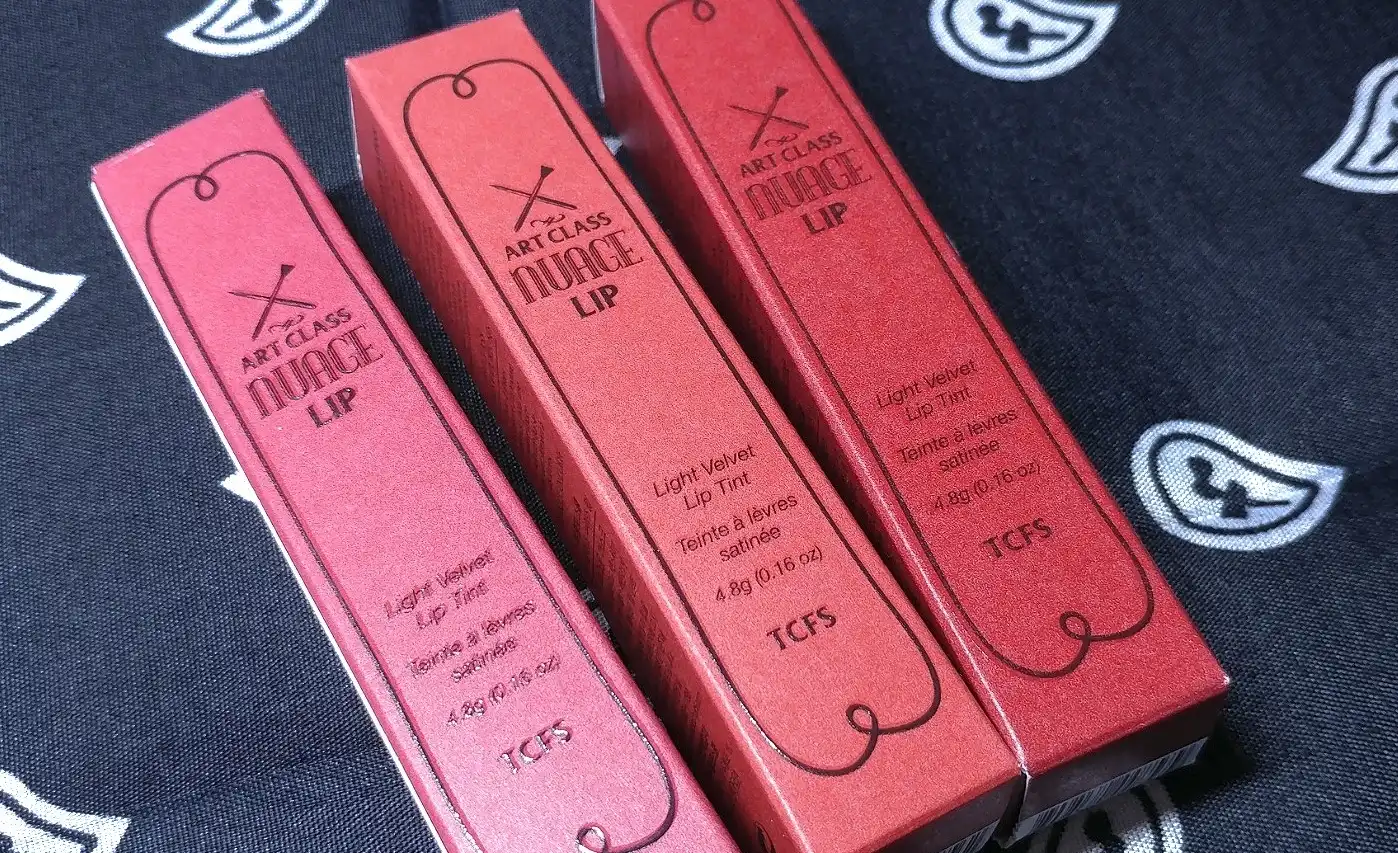 ART CLASS
NUAGE
LIP
Light Velvet
Lip Tint
Teinte à lèvres
satinée
4.8g (0.16 oz)
TCFS
ART CLASS
NUAGE
LIP
Light Velvet
Lip Tint
Teinte à lèvres
satinée
4.8g (0.16 oz)
TCFS
ART CLASS
NUAGE
LIP
Light Velvet
Lip Tint
Teinte à lèvres
satinée
4.8g (0.16 oz)
TCFS